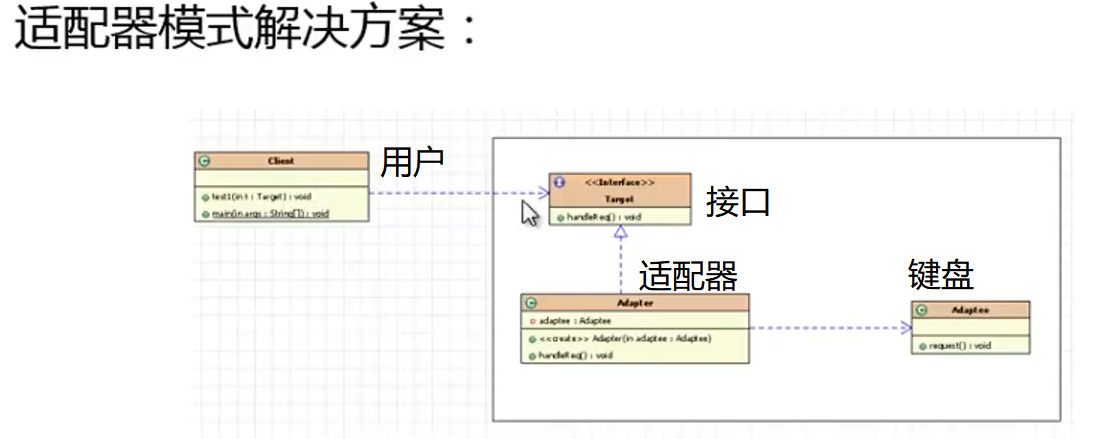 适配器模式解决方案：
Client
用户
test1(in t : Target) : void
main(in args : String[]) : void
<<Interface>>
Target
handleReq() : void
接口
适配器
键盘
Adapter
adaptee : Adaptee
<<create>> Adapter(in adaptee : Adaptee)
handleReq() : void
Adaptee
request() : void